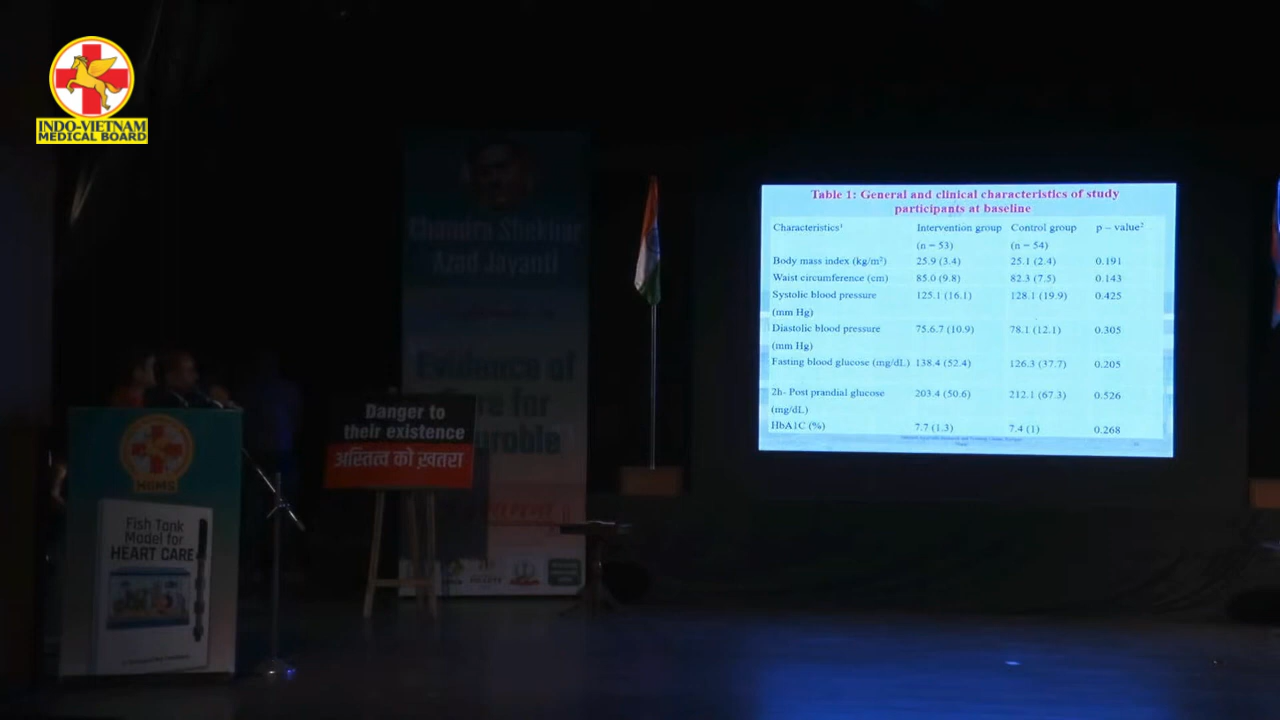 INDO-VIETNAM
MEDICAL BOARD
Chandra Shekhar
Azad Jayanti
Evidence of
for
Danger to
their existence
अस्तित्व को ख़तरा
Fish Tank
Model for
HEART CARE
Table 1: General and clinical characteristics of study
participants at baseline
Characteristics¹ Intervention group Control group p – value²
(n = 53) (n = 54)
Body mass index (kg/m²) 25.9 (3.4) 25.1 (2.4) 0.191
Waist circumference (cm) 85.0 (9.8) 82.3 (7.5) 0.143
Systolic blood pressure 125.1 (16.1) 128.1 (19.9) 0.425
(mm Hg)
Diastolic blood pressure 75.6.7 (10.9) 78.1 (12.1) 0.305
(mm Hg)
Fasting blood glucose (mg/dL) 138.4 (52.4) 126.3 (37.7) 0.205
2h- Post prandial glucose 203.4 (50.6) 212.1 (67.3) 0.526
(mg/dL)
HbA1C (%) 7.7 (1.3) 7.4 (1) 0.268